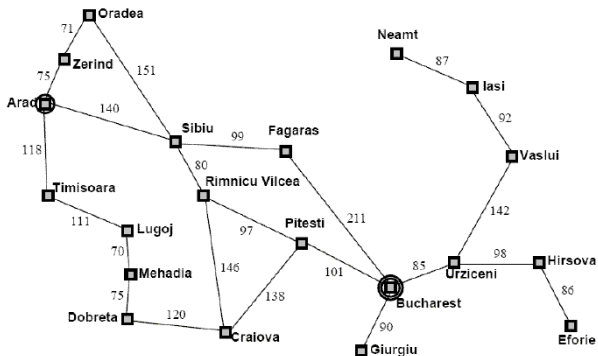 Oradea
71
Neamt
Zerind
87
75
151
Iasi
Arad
140
92
Sibiu
99
Fagaras
118
80
Vaslui
Timisoara
Rimnicu Vilcea
111
142
211
Lugoj
97
Pitesti
70
98
Hirsova
146
101
85
Mehadia
138
Urziceni
75
86
Bucharest
120
Dobreta
90
Craiova
Eforie
Giurgiu